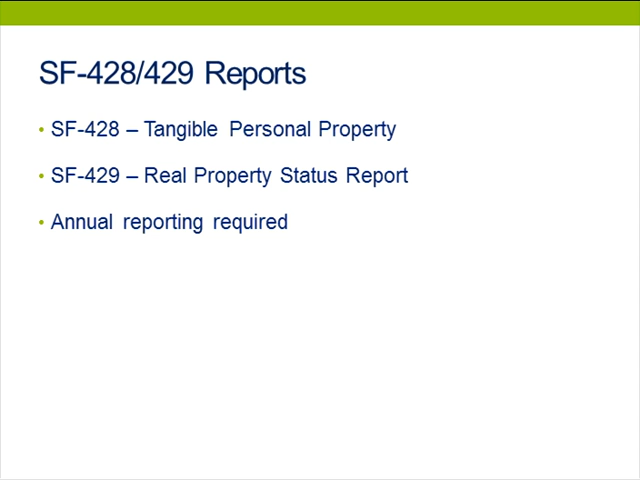 SF-428/429 Reports
• SF-428 – Tangible Personal Property
• SF-429 – Real Property Status Report
• Annual reporting required